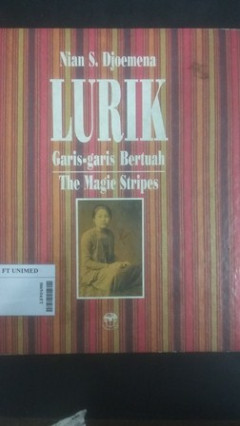 Nian S. Djoemena
LURIK
Garis-garis Bertuah
The Magic Stripes
FT UNIMED